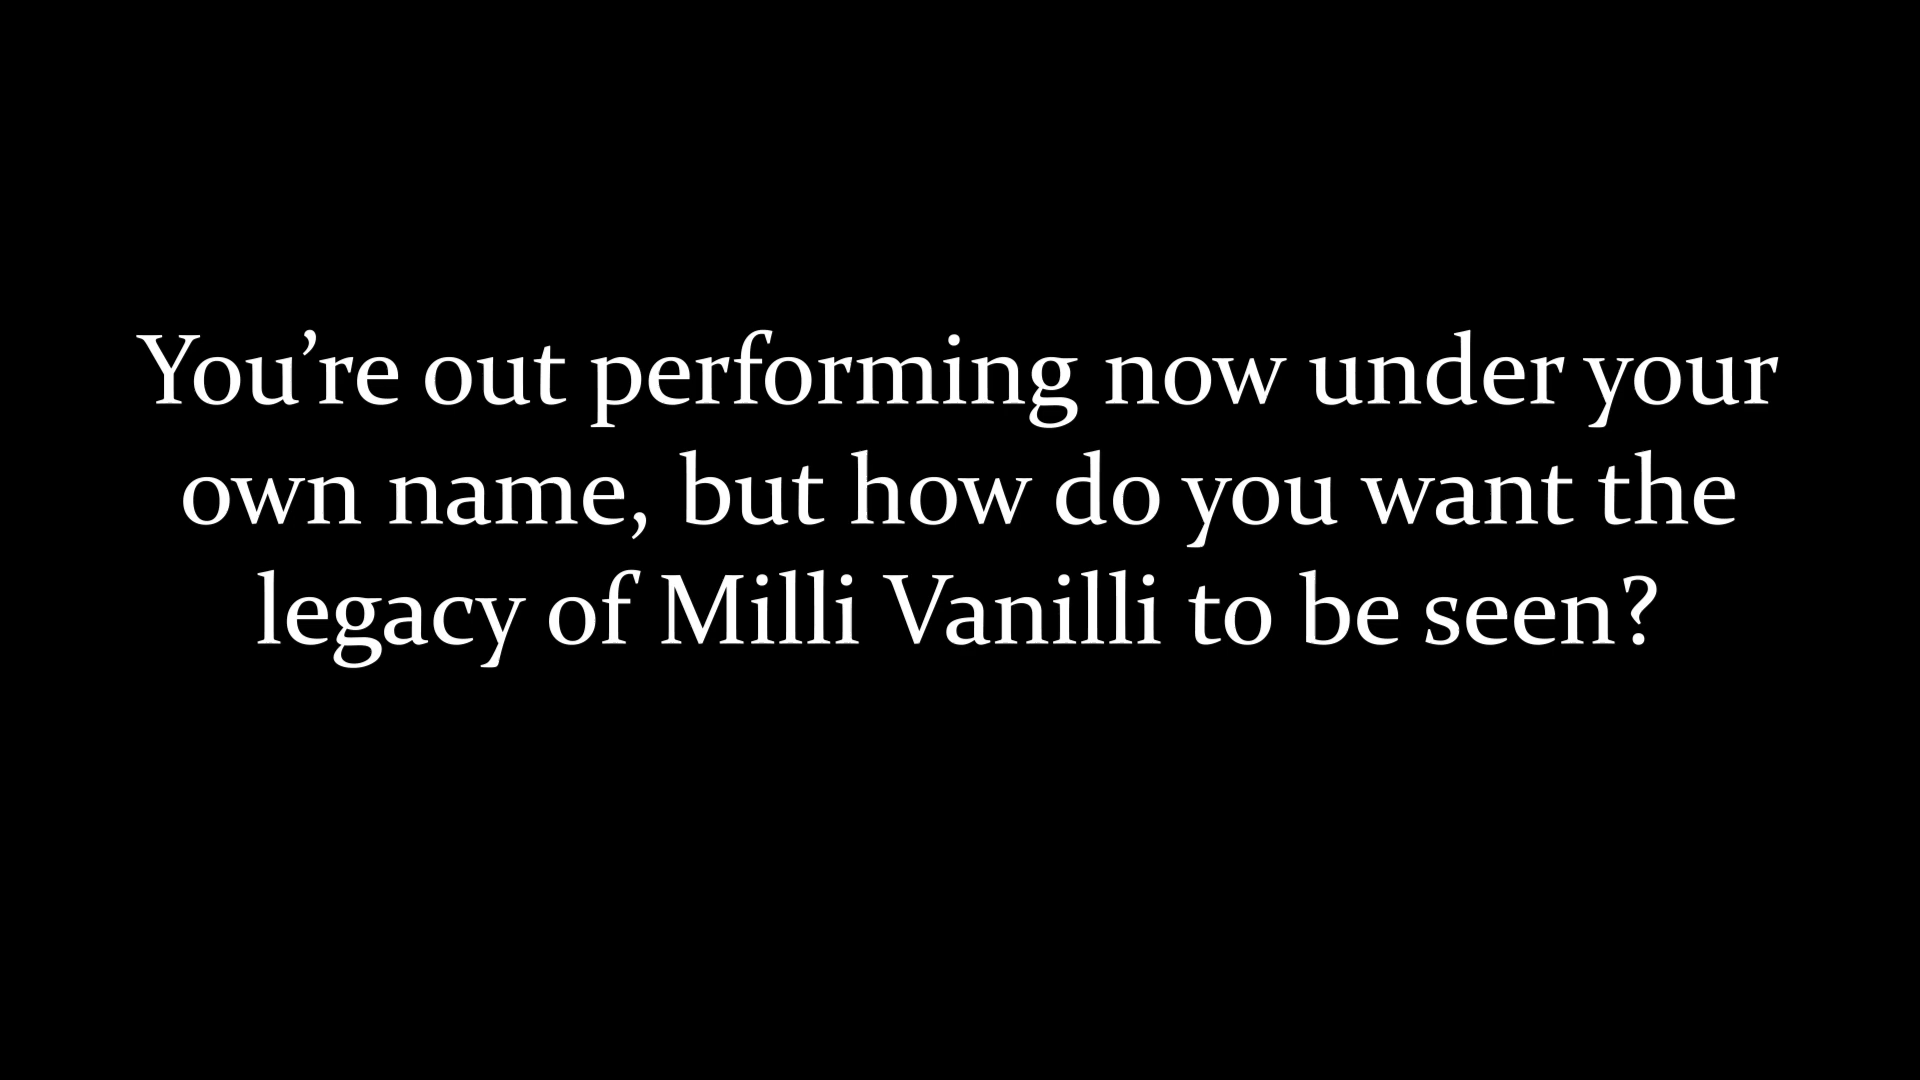 You’re out performing now under your
own name, but how do you want the
legacy of Milli Vanilli to be seen?